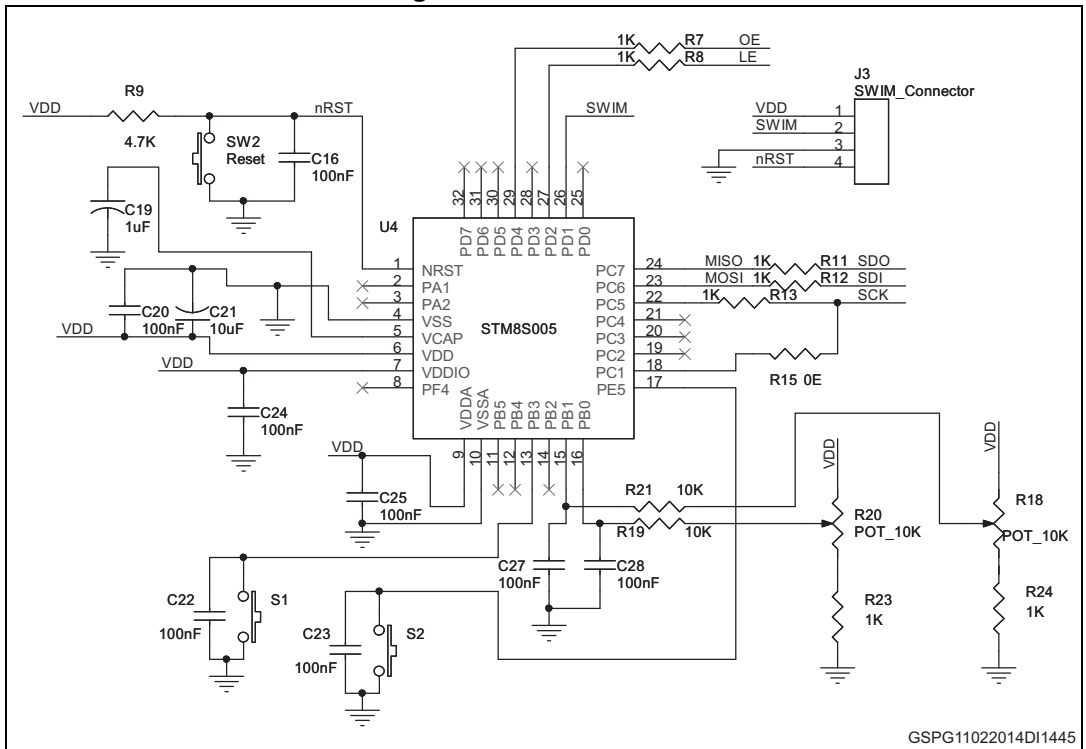 1K R7 OE
1K R8 LE
J3
SWIM_Connector
VDD 1
SWIM 2
3
nRST 4
R9
VDD
4.7K
nRST
SW2
Reset
C16
100nF
SWIM
C19
1uF
32 31 30 29 28 27 26 25
PD7 PD6 PD5 PD4 PD3 PD2 PD1 PD0
U4
STM8S005
1 NRST
2 PA1
3 PA2
4 VSS
5 VCAP
6 VDD
7 VDDIO
8 PF4
PC7 24 MISO 1K R11 SDO
PC6 23 MOSI 1K R12 SDI
PC5 22 1K R13 SCK
PC4 21
PC3 20
PC2 19
PC1 18
PE5 17
R15 0E
C20
100nF
C21
10uF
VDD
VDD
C24
100nF
VDDA VSSA PB5 PB4 PB3 PB2 PB1 PB0
9 10 11 12 13 14 15 16
VDD
C25
100nF
R21 10K
R19 10K
C27
100nF
C28
100nF
VDD
R20
POT_10K
R23
1K
VDD
R18
POT_10K
R24
1K
C22
100nF
S1
C23
100nF
S2
GSPG11022014DI1445